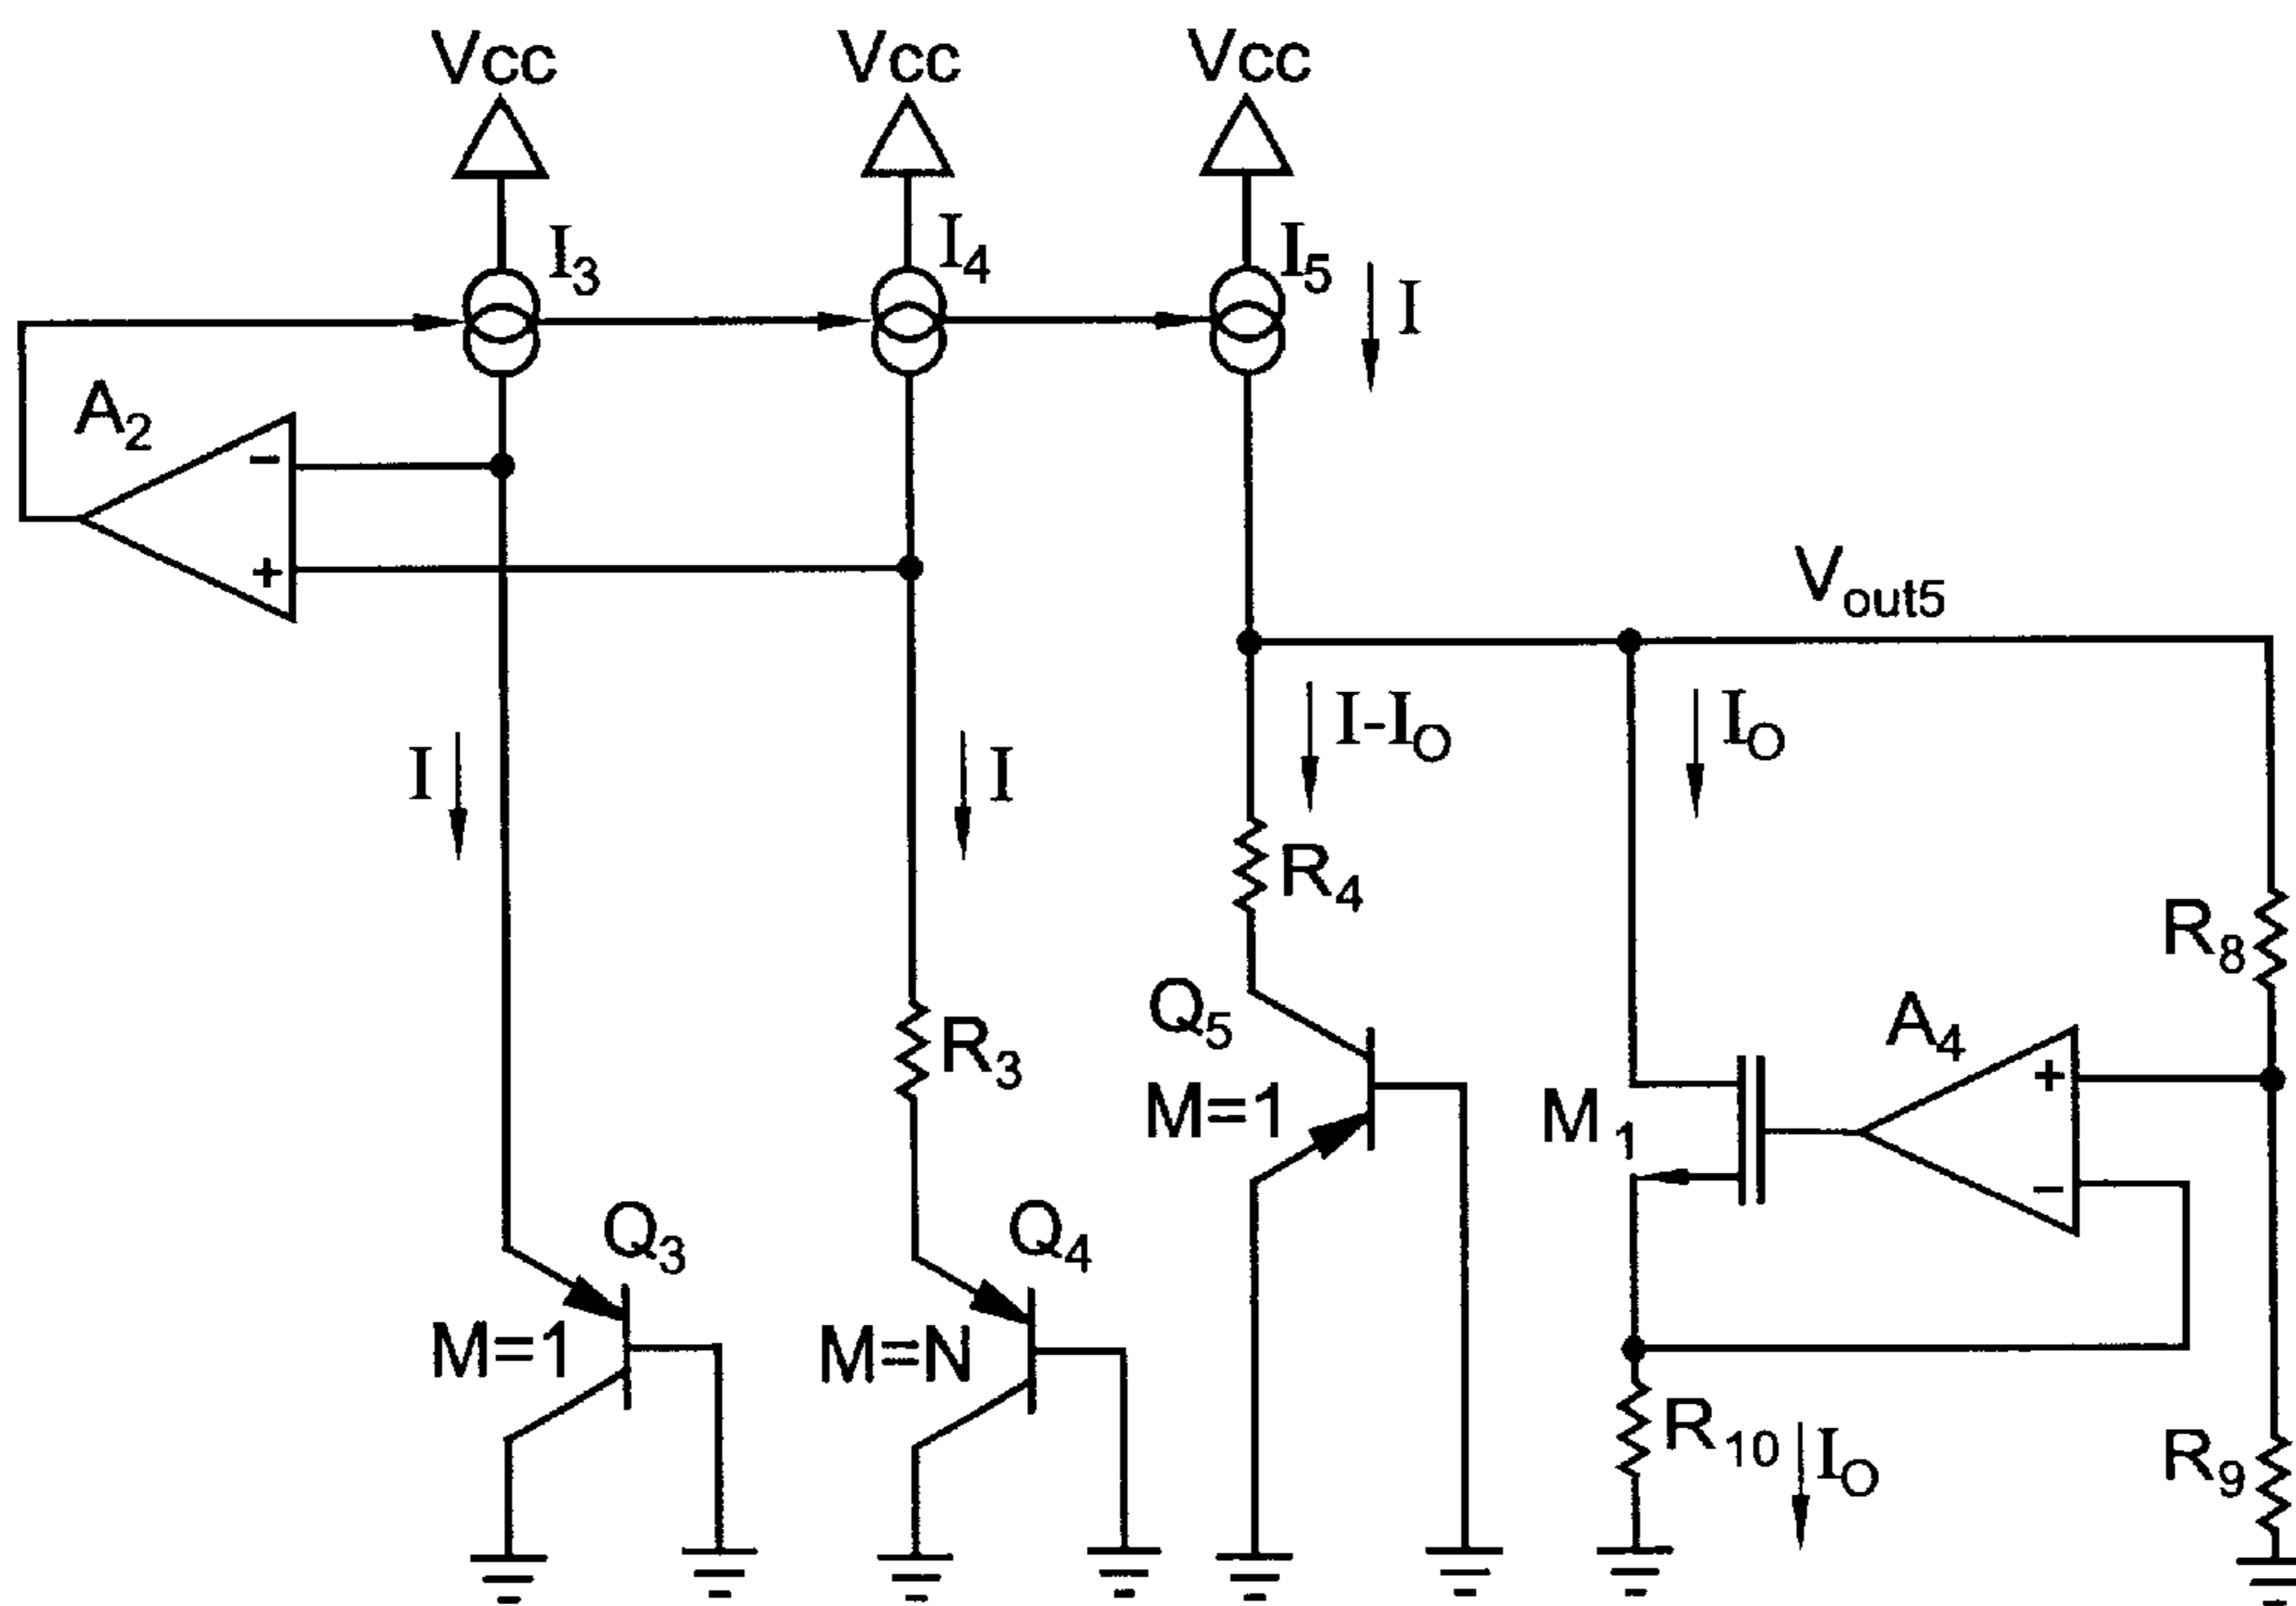 Vcc
Vcc
Vcc
I3
I4
I5
I
A2
−
+
Vout5
I
I
I-IO
IO
R4
R8
R3
Q5
M=1
A4
+
−
M1
Q3
M=1
Q4
M=N
R10
IO
R9